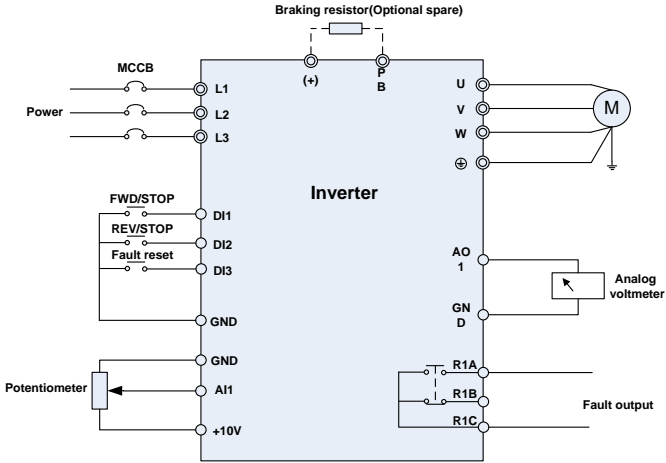 Braking resistor(Optional spare)
MCCB
(+)
P
B
L1
L2
L3
Power
U
V
W
M
Inverter
FWD/STOP
DI1
REV/STOP
DI2
Fault reset
DI3
GND
AO
1
GN
D
Analog
voltmeter
GND
Potentiometer
AI1
+10V
R1A
R1B
R1C
Fault output